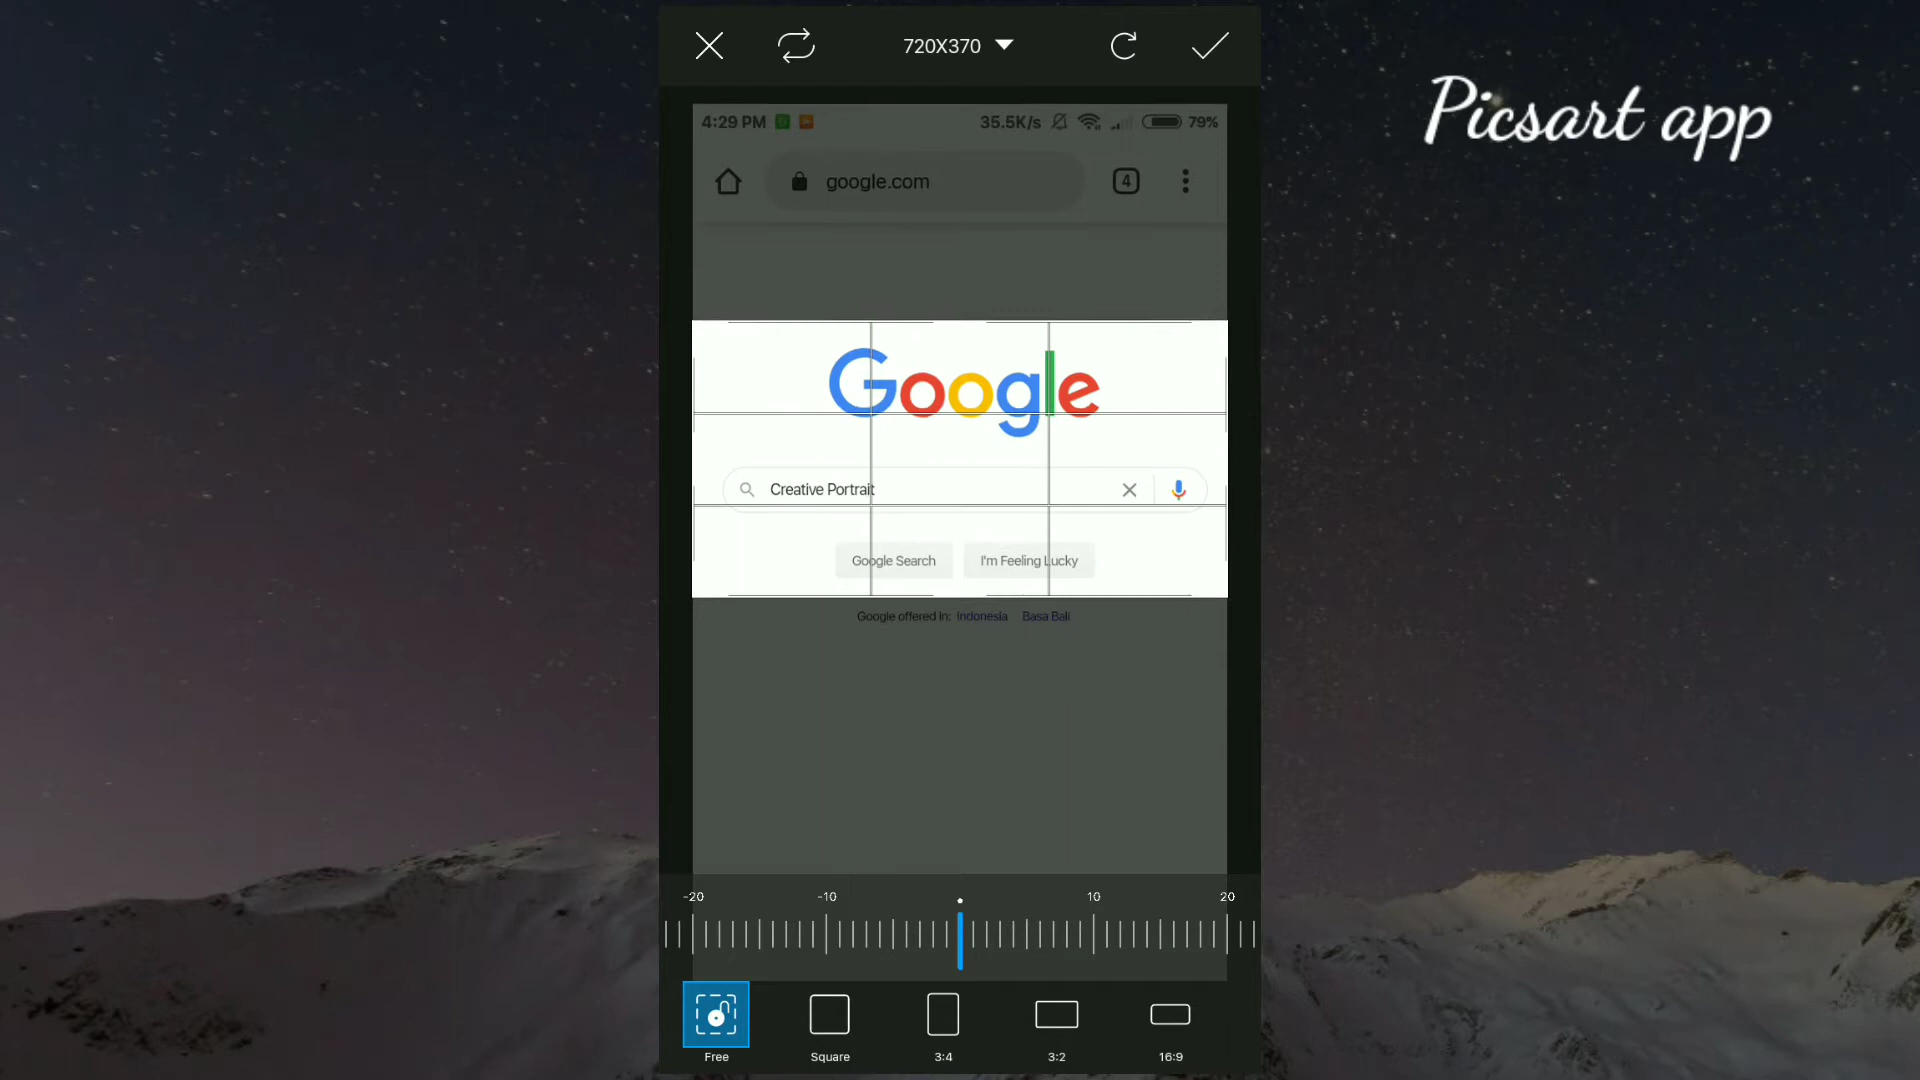 720X370
Picsart app
4:29 PM 35.5K/s 79%
google.com 4
Google
Creative Portrait
Google Search I'm Feeling Lucky
Google offered in: Indonesia Basa Bali
-20 -10 10 20
Free Square 3:4 3:2 16:9